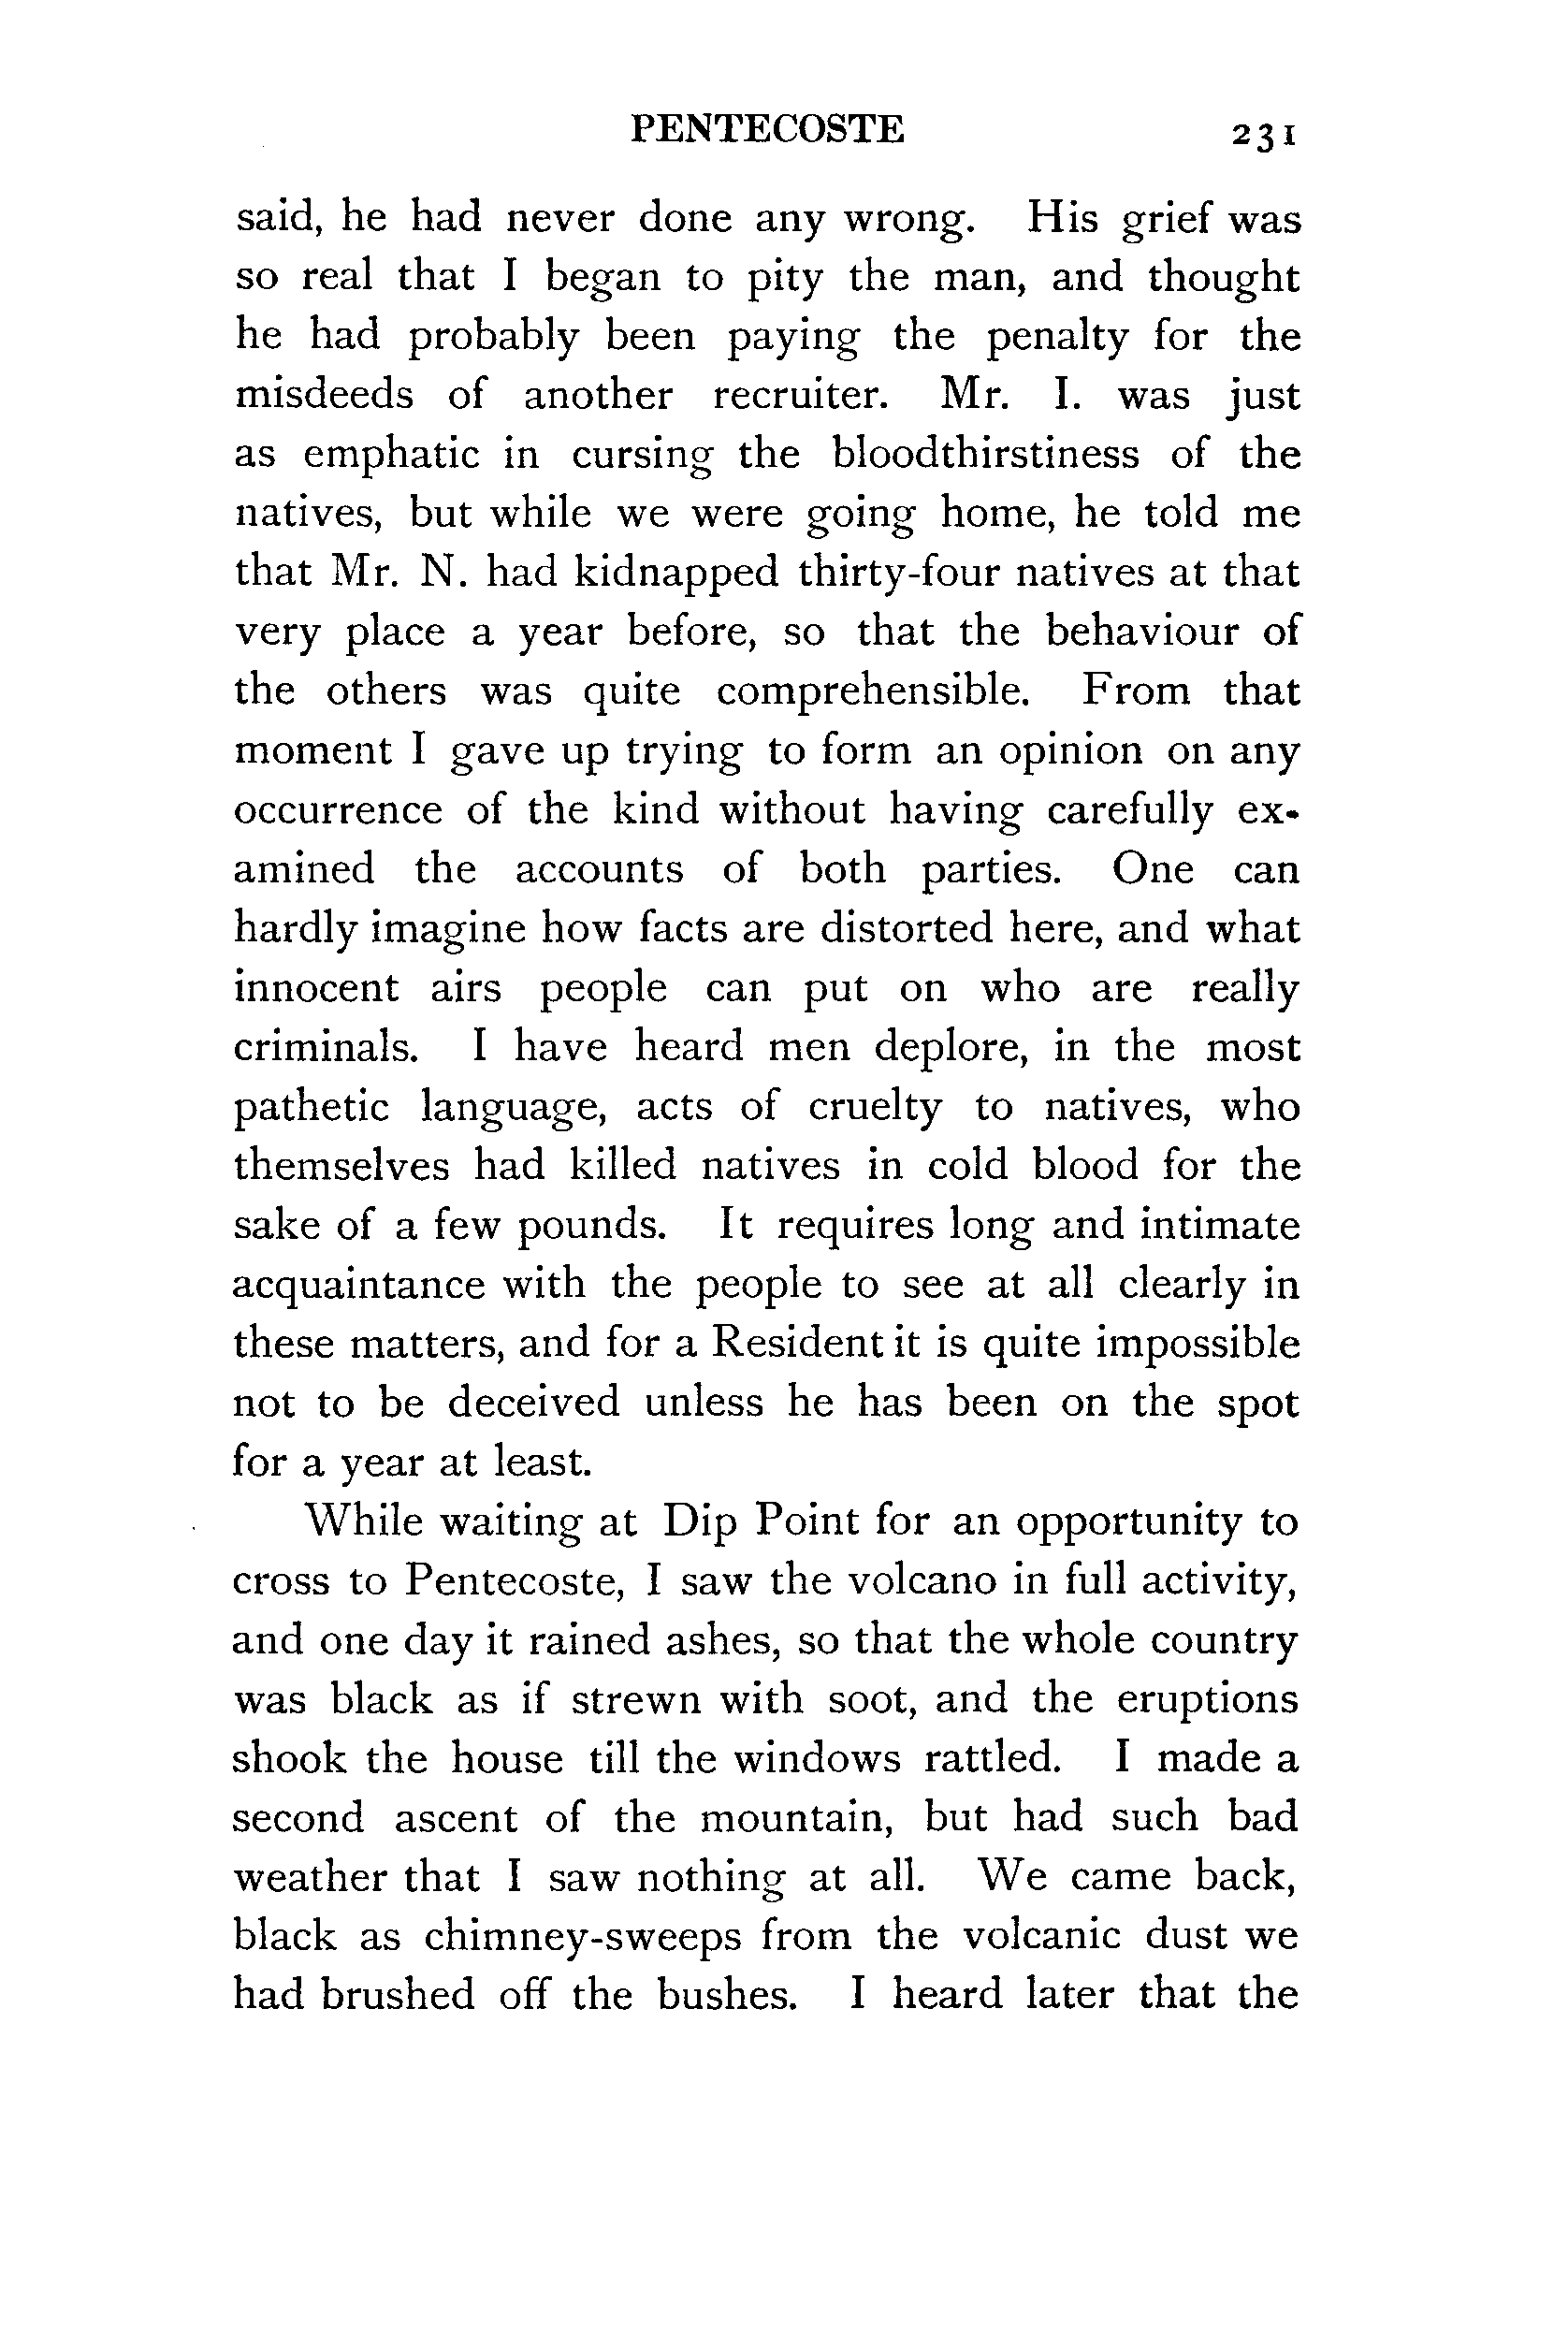 PENTECOSTE 231
said, he had never done any wrong. His grief was
so real that I began to pity the man, and thought
he had probably been paying the penalty for the
misdeeds of another recruiter. Mr. I. was just
as emphatic in cursing the bloodthirstiness of the
natives, but while we were going home, he told me
that Mr. N. had kidnapped thirty-four natives at that
very place a year before, so that the behaviour of
the others was quite comprehensible. From that
moment I gave up trying to form an opinion on any
occurrence of the kind without having carefully ex-
amined the accounts of both parties. One can
hardly imagine how facts are distorted here, and what
innocent airs people can put on who are really
criminals. I have heard men deplore, in the most
pathetic language, acts of cruelty to natives, who
themselves had killed natives in cold blood for the
sake of a few pounds. It requires long and intimate
acquaintance with the people to see at all clearly in
these matters, and for a Resident it is quite impossible
not to be deceived unless he has been on the spot
for a year at least.
While waiting at Dip Point for an opportunity to
cross to Pentecoste, I saw the volcano in full activity,
and one day it rained ashes, so that the whole country
was black as if strewn with soot, and the eruptions
shook the house till the windows rattled. I made a
second ascent of the mountain, but had such bad
weather that I saw nothing at all. We came back,
black as chimney-sweeps from the volcanic dust we
had brushed off the bushes. I heard later that the